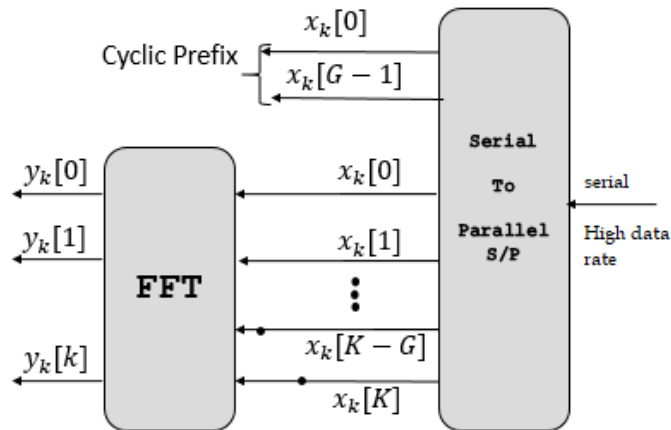 x_k[0]
Cyclic Prefix
x_k[G − 1]
Serial
To
Parallel
S/P
serial
High data
rate
y_k[0]
x_k[0]
y_k[1]
x_k[1]
FFT
x_k[K − G]
y_k[k]
x_k[K]